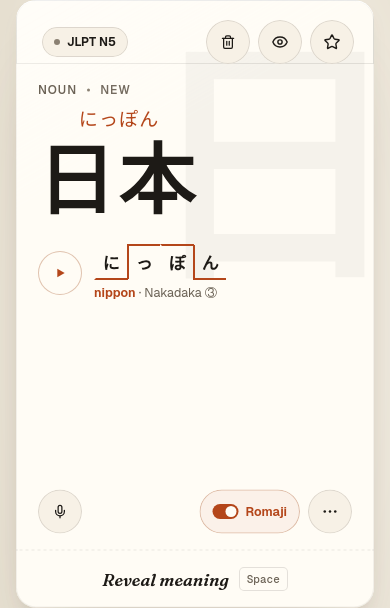 JLPT N5
NOUN • NEW
にっぽん
日本
にっぽん
nippon · Nakadaka ③
Romaji
Reveal meaning Space